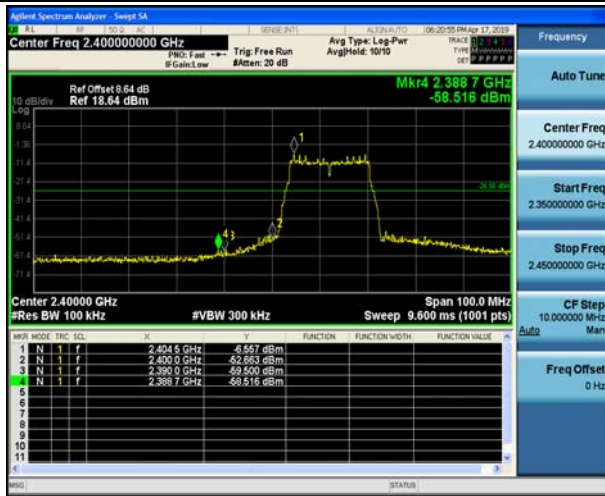 Agilent Spectrum Analyzer - Swept SA
RL RF 50 Ω AC SENSE:INT ALIGN AUTO 06:20:55 PM Apr 17, 2019
Center Freq 2.400000000 GHz
PNO: Fast
IFGain:Low
Trig: Free Run
#Atten: 20 dB
Avg Type: Log-Pwr
Avg|Hold: 10/10
TRACE 1 2 3 4 5 6
TYPE
DET P P P P P P
Mkr4 2.388 7 GHz
-58.516 dBm
Ref Offset 8.64 dB
Ref 18.64 dBm
10 dB/div
Log
8.64
-1.36
-11.4
-21.4
-31.4
-41.4
-51.4
-61.4
-71.4
1
2
3
4
Center 2.40000 GHz
#Res BW 100 kHz
#VBW 300 kHz
Span 100.0 MHz
Sweep 9.600 ms (1001 pts)
MKR MODE TRC SCL X Y FUNCTION FUNCTION WIDTH FUNCTION VALUE
1 N 1 f 2.404 5 GHz -6.557 dBm
2 N 1 f 2.400 0 GHz -52.663 dBm
3 N 1 f 2.390 0 GHz -59.500 dBm
4 N 1 f 2.388 7 GHz -58.516 dBm
5
6
7
8
9
10
11
MSG STATUS
Frequency
Auto Tune
Center Freq
2.400000000 GHz
Start Freq
2.350000000 GHz
Stop Freq
2.450000000 GHz
CF Step
10.000000 MHz
Auto Man
Freq Offset
0 Hz